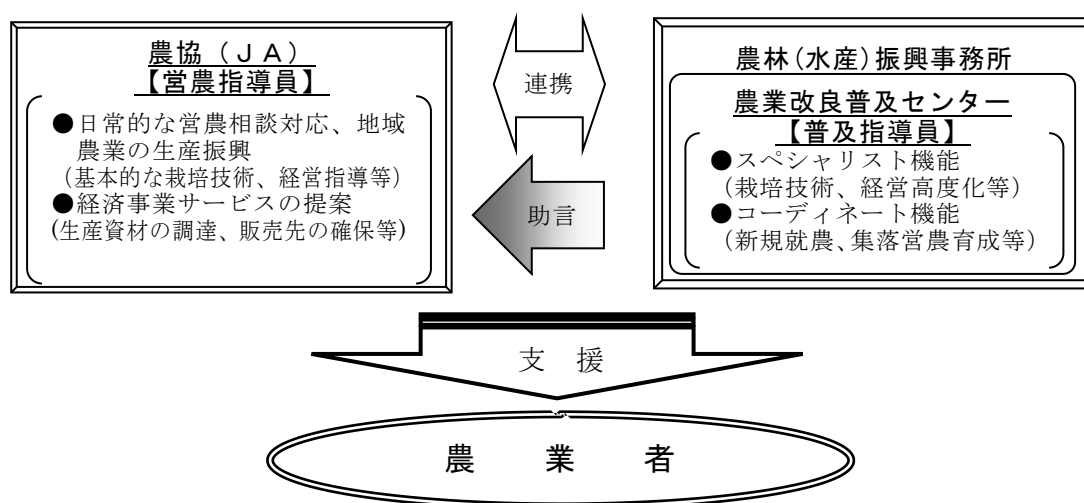 農協（ＪＡ）
【営農指導員】
●日常的な営農相談対応、地域
農業の生産振興
（基本的な栽培技術、経営指導等）
●経済事業サービスの提案
(生産資材の調達、販売先の確保等)
連携
助言
農林（水産）振興事務所
農業改良普及センター
【普及指導員】
●スペシャリスト機能
（栽培技術、経営高度化等）
●コーディネート機能
（新規就農、集落営農育成等）
支　援
農　業　者